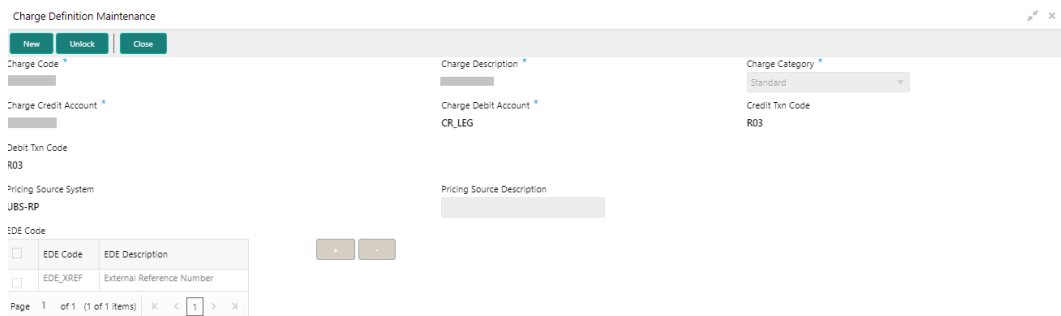 Charge Definition Maintenance
New Unlock Close
Charge Code * Charge Description * Charge Category *
Standard
Charge Credit Account * Charge Debit Account * Credit Txn Code
CR_LEG R03
Debit Txn Code
R03
Pricing Source System Pricing Source Description
UBS-RP
EDE Code
EDE Code EDE Description + -
EDE_XREF External Reference Number
Page 1 of 1 (1 of 1 items) K < 1 > >|